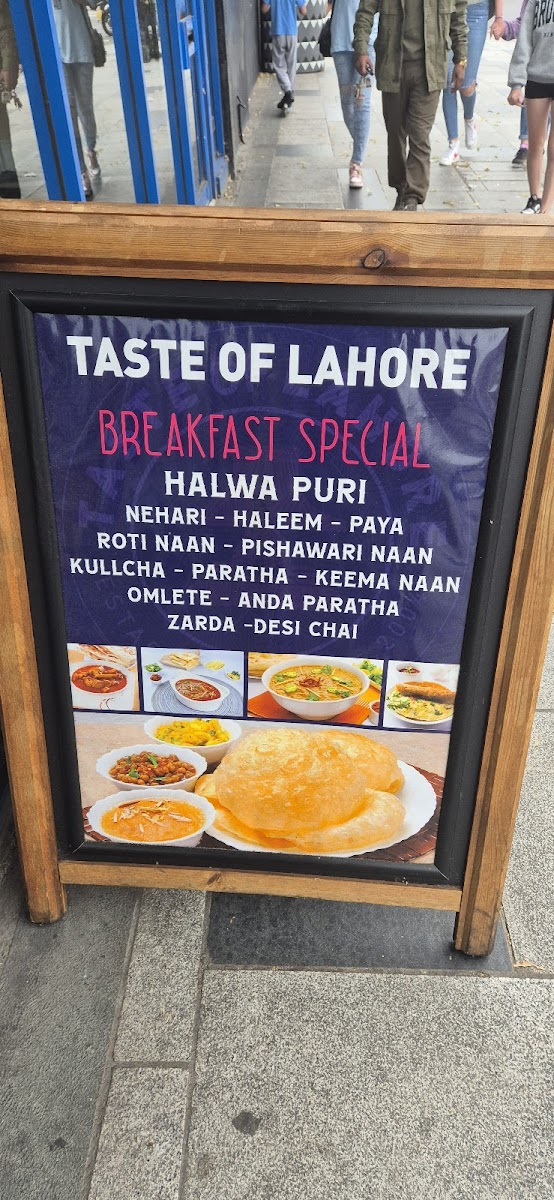 TASTE OF LAHORE
BREAKFAST SPECIAL
HALWA PURI
NEHARI - HALEEM - PAYA
ROTI NAAN - PISHAWARI NAAN
KULLCHA - PARATHA - KEEMA NAAN
OMLETE - ANDA PARATHA
ZARDA -DESI CHAI